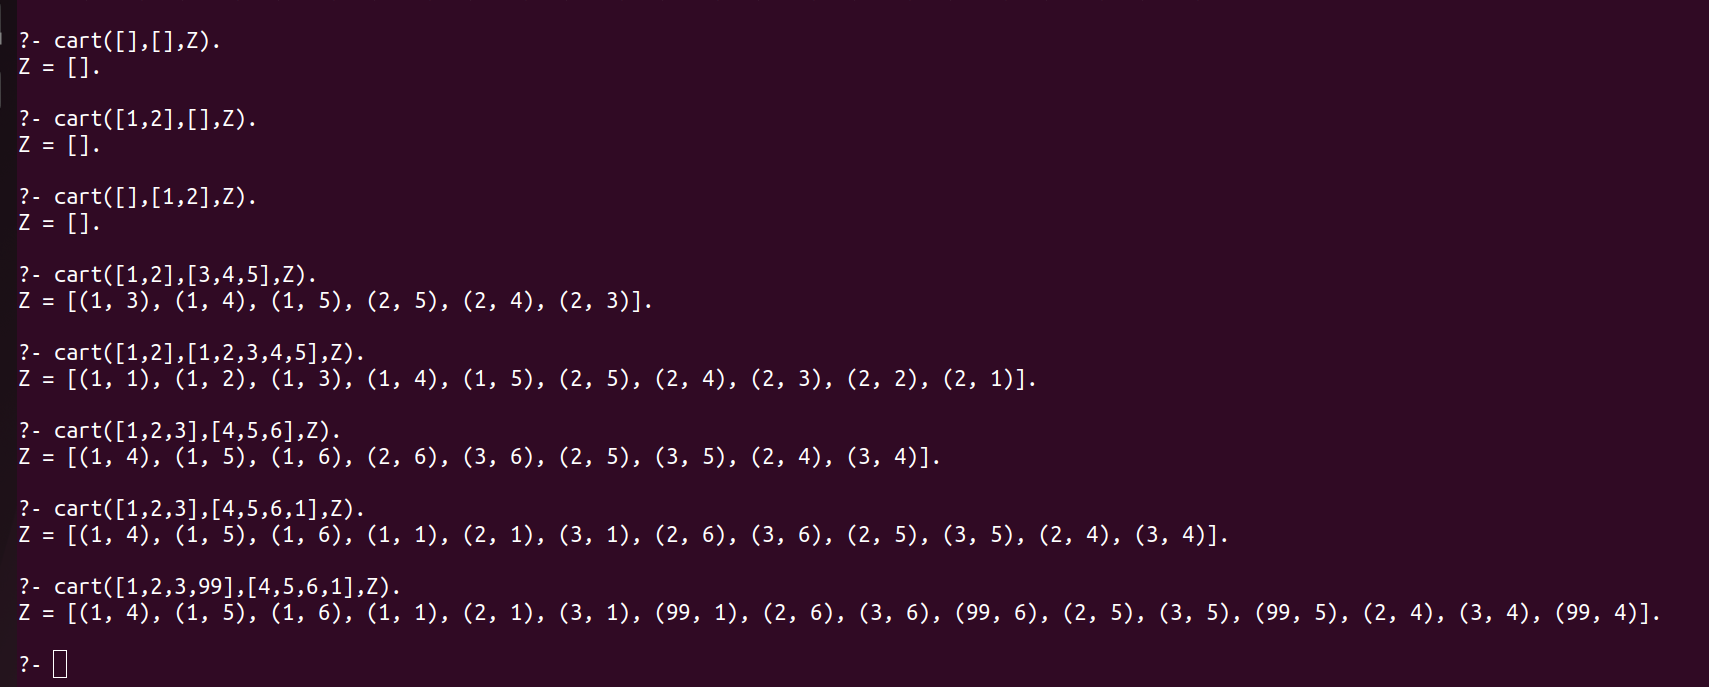 ?- cart([],[],Z).
Z = [].
?- cart([1,2],[],Z).
Z = [].
?- cart([],[1,2],Z).
Z = [].
?- cart([1,2],[3,4,5],Z).
Z = [(1, 3), (1, 4), (1, 5), (2, 5), (2, 4), (2, 3)].
?- cart([1,2],[1,2,3,4,5],Z).
Z = [(1, 1), (1, 2), (1, 3), (1, 4), (1, 5), (2, 5), (2, 4), (2, 3), (2, 2), (2, 1)].
?- cart([1,2,3],[4,5,6],Z).
Z = [(1, 4), (1, 5), (1, 6), (2, 6), (3, 6), (2, 5), (3, 5), (2, 4), (3, 4)].
?- cart([1,2,3],[4,5,6,1],Z).
Z = [(1, 4), (1, 5), (1, 6), (1, 1), (2, 1), (3, 1), (2, 6), (3, 6), (2, 5), (3, 5), (2, 4), (3, 4)].
?- cart([1,2,3,99],[4,5,6,1],Z).
Z = [(1, 4), (1, 5), (1, 6), (1, 1), (2, 1), (3, 1), (99, 1), (2, 6), (3, 6), (99, 6), (2, 5), (3, 5), (99, 5), (2, 4), (3, 4), (99, 4)].
?-